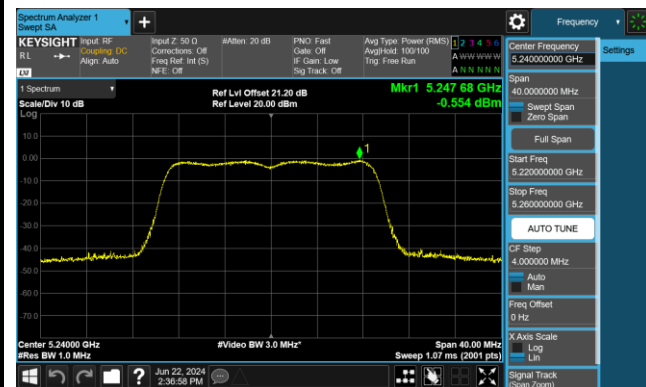 Spectrum Analyzer 1
Swept SA
Frequency
KEYSIGHT
RL
LXI
Input: RF
Coupling: DC
Align: Auto
Input Z: 50 Ω
Corrections: Off
Freq Ref: Int (S)
NFE: Off
#Atten: 20 dB
PNO: Fast
Gate: Off
IF Gain: Low
Sig Track: Off
Avg Type: Power (RMS)
Avg|Hold: 100/100
Trig: Free Run
1 2 3 4 5 6
A W W W W W
A N N N N N
1 Spectrum
Scale/Div 10 dB
Log
Ref Lvl Offset 21.20 dB
Ref Level 20.00 dBm
Mkr1 5.247 68 GHz
-0.554 dBm
10.0
0.00
-10.0
-20.0
-30.0
-40.0
-50.0
-60.0
-70.0
1
Center 5.24000 GHz
#Res BW 1.0 MHz
#Video BW 3.0 MHz*
Span 40.00 MHz
Sweep 1.07 ms (2001 pts)
Jun 22, 2024
2:36:58 PM
Center Frequency
5.240000000 GHz
Settings
Span
40.0000000 MHz
Swept Span
Zero Span
Full Span
Start Freq
5.220000000 GHz
Stop Freq
5.260000000 GHz
AUTO TUNE
CF Step
4.000000 MHz
Auto
Man
Freq Offset
0 Hz
X Axis Scale
Log
Lin
Signal Track
(Span Zoom)